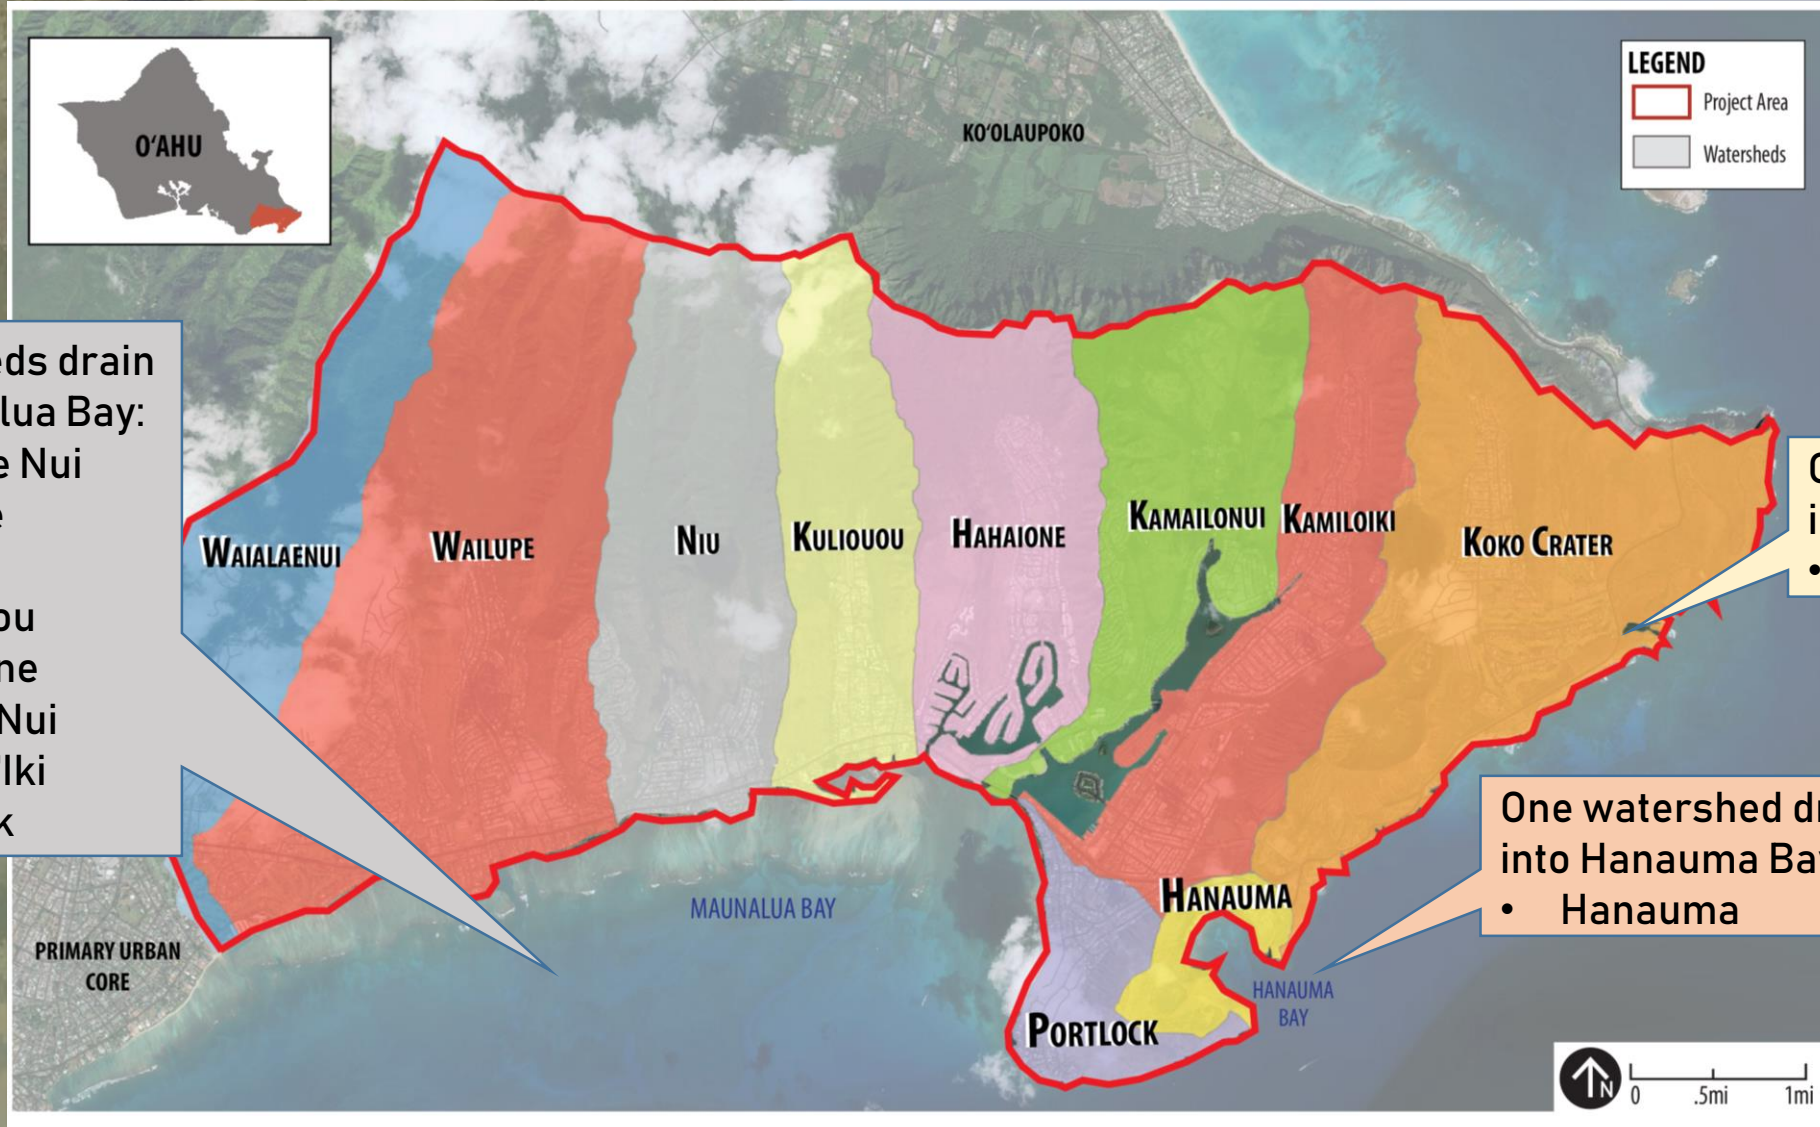 O‘AHU
KO‘OLAUPOKO
LEGEND
Project Area
Watersheds
eds drain
lua Bay:
e Nui
e
ou
ne
Nui
'Iki
k
WAIALAENUI
WAILUPE
NIU
KULIOUOU
HAHAIONE
KAMAILONUI
KAMILOIKI
KOKO CRATER
i
•
One watershed dr
into Hanauma Ba
• Hanauma
HANAUMA
MAUNALUA BAY
PRIMARY URBAN
CORE
HANAUMA
BAY
PORTLOCK
N
0 .5mi 1mi